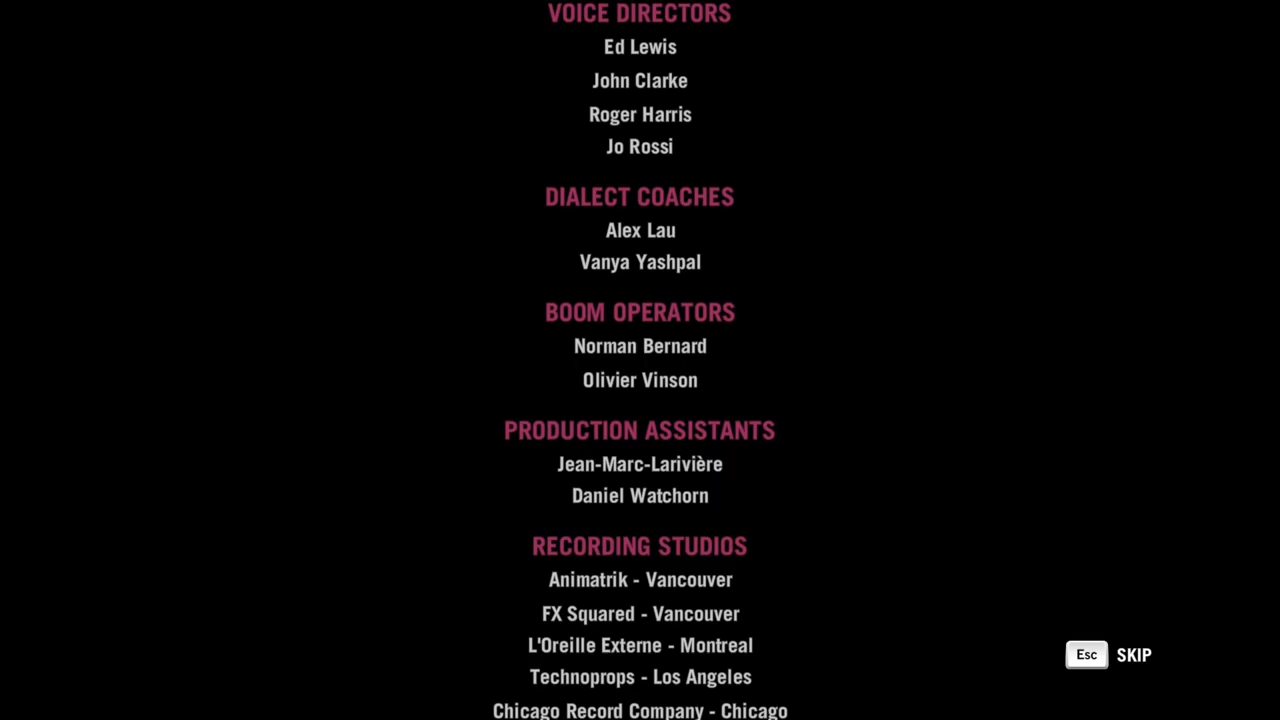 VOICE DIRECTORS
Ed Lewis
John Clarke
Roger Harris
Jo Rossi
DIALECT COACHES
Alex Lau
Vanya Yashpal
BOOM OPERATORS
Norman Bernard
Olivier Vinson
PRODUCTION ASSISTANTS
Jean-Marc-Larivière
Daniel Watchorn
RECORDING STUDIOS
Animatrik - Vancouver
FX Squared - Vancouver
L'Oreille Externe - Montreal
Esc SKIP
Technoprops - Los Angeles
Chicago Record Company - Chicago